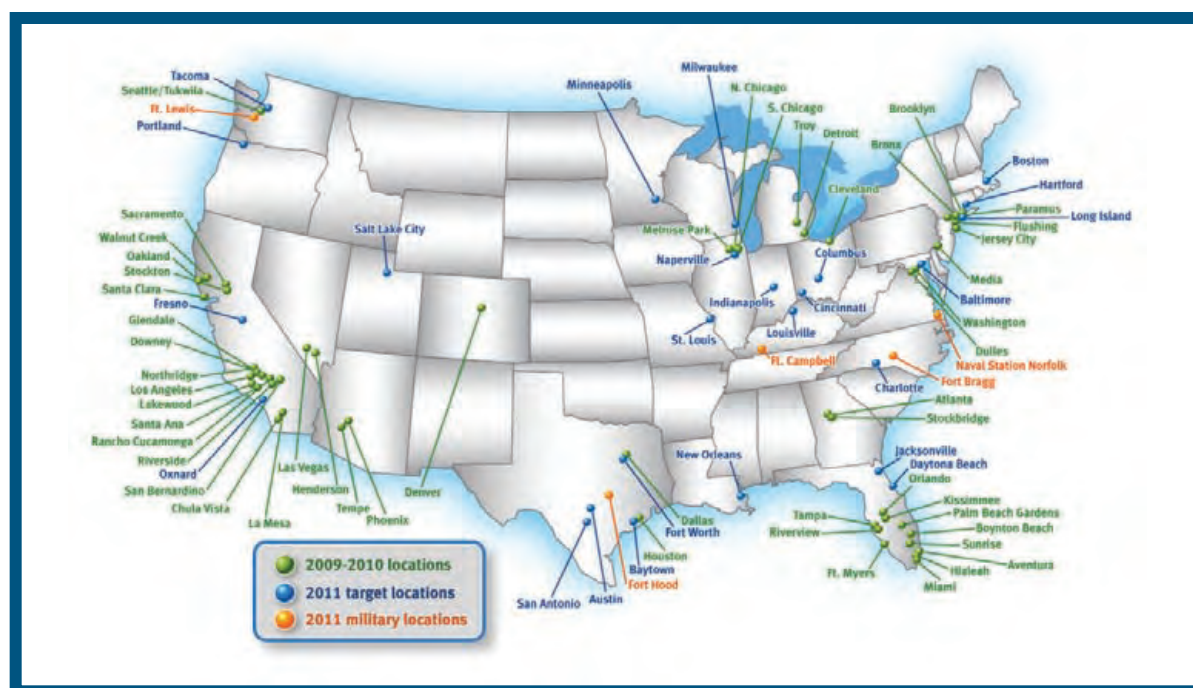 Tacoma
Seattle/Tukwila
Ft. Lewis
Portland
Sacramento
Walnut Creek
Oakland
Stockton
Santa Clara
Fresno
Glendale
Downey
Northridge
Los Angeles
Lakewood
Santa Ana
Rancho Cucamonga
Riverside
Oxnard
San Bernardino
Chula Vista
La Mesa
Las Vegas
Henderson
Tempe
Phoenix
Denver
Salt Lake City
Minneapolis
Milwaukee
N. Chicago
S. Chicago
Troy
Detroit
Cleveland
Melrose Park
Naperville
Columbus
Indianapolis
Cincinnati
St. Louis
Louisville
Ft. Campbell
Brooklyn
Bronx
Boston
Hartford
Paramus
Long Island
Flushing
Jersey City
Media
Baltimore
Washington
Dulles
Naval Station Norfolk
Fort Bragg
Charlotte
Atlanta
Stockbridge
New Orleans
Jacksonville
Daytona Beach
Orlando
Kissimmee
Palm Beach Gardens
Boynton Beach
Sunrise
Aventura
Hialeah
Miami
Tampa
Riverview
Ft. Myers
Dallas
Fort Worth
Houston
Baytown
Fort Hood
Austin
San Antonio
2009-2010 locations
2011 target locations
2011 military locations